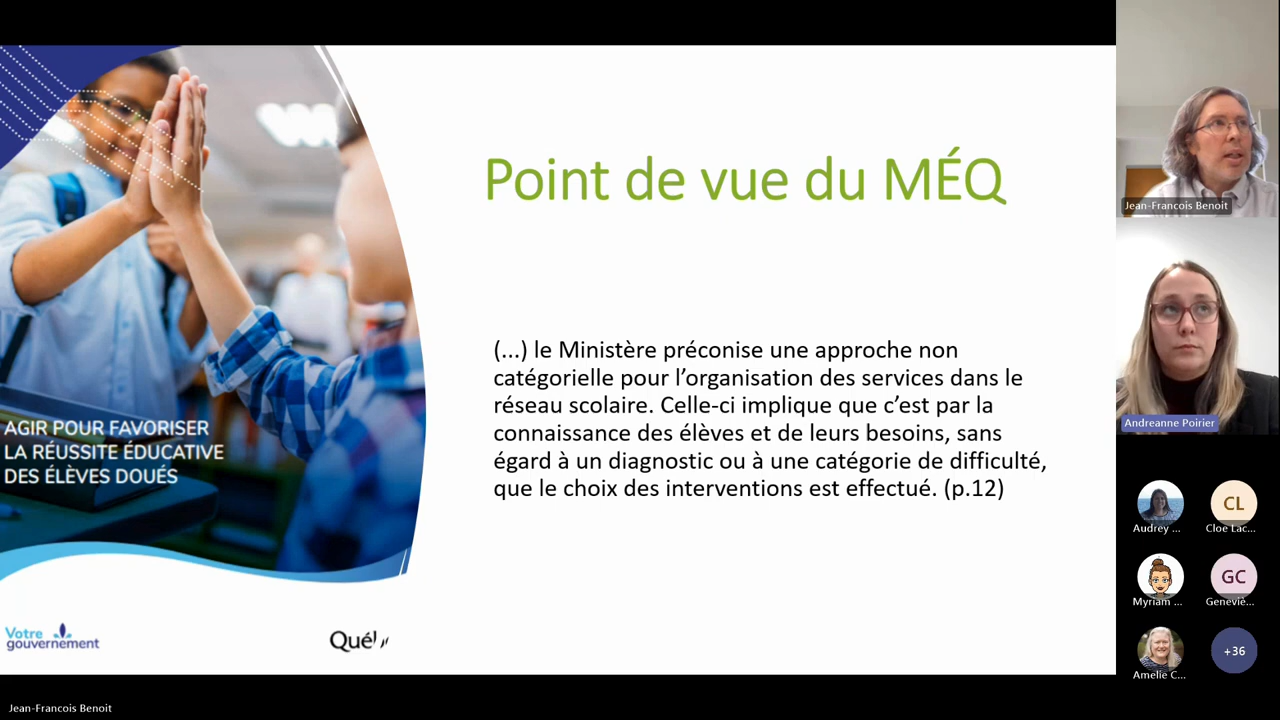 Point de vue du MÉQ
(...) le Ministère préconise une approche non
catégorielle pour l’organisation des services dans le
réseau scolaire. Celle-ci implique que c’est par la
connaissance des élèves et de leurs besoins, sans
égard à un diagnostic ou à une catégorie de difficulté,
que le choix des interventions est effectué. (p.12)
AGIR POUR FAVORISER
LA RÉUSSITE ÉDUCATIVE
DES ÉLÈVES DOUÉS
Votre
gouvernement
Qué
Jean-Francois Benoit
Andreanne Poirier
Audrey ...
CL
Cloe Lac...
Myriam ...
GC
Geneviè...
Amelie C...
+36
Jean-Francois Benoit